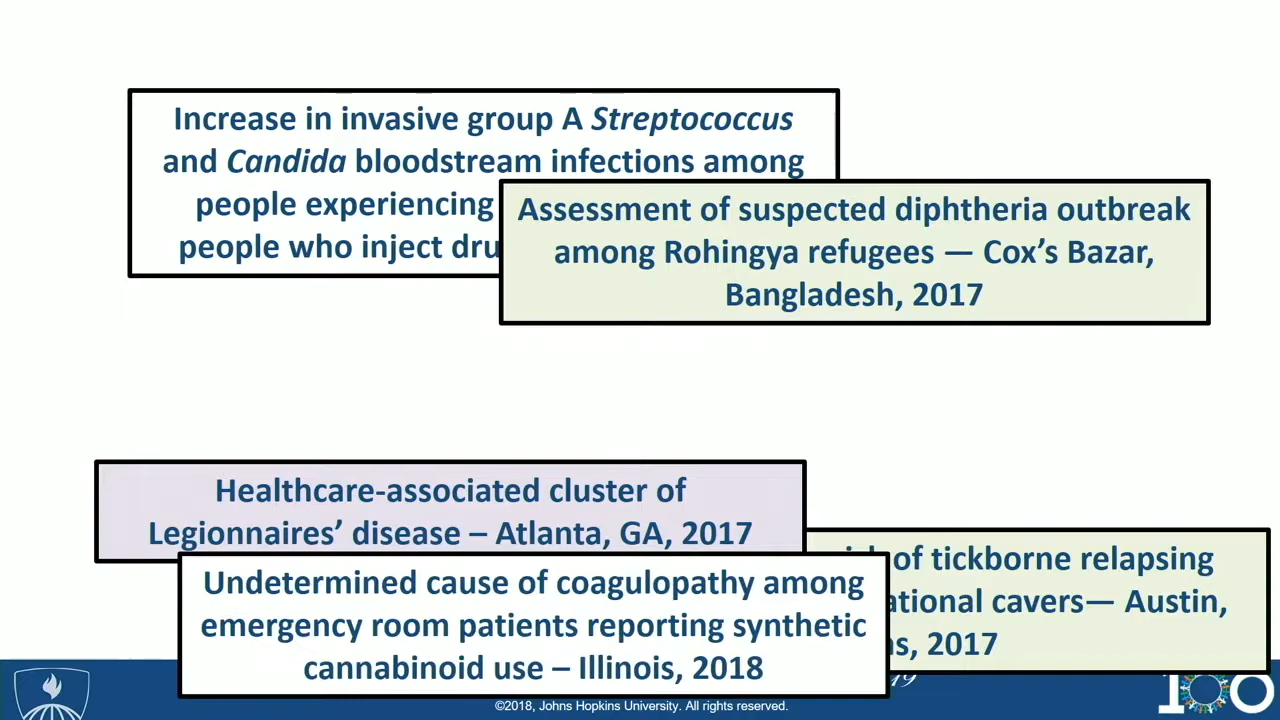 Increase in invasive group A Streptococcus
and Candida bloodstream infections among
people experiencing
people who inject
Assessment of suspected diphtheria outbreak
among Rohingya refugees — Cox’s Bazar,
Bangladesh, 2017
Healthcare-associated cluster of
Legionnaires’ disease – Atlanta, GA, 2017
of tickborne relapsing
cavers— Austin,
2017
Undetermined cause of coagulopathy among
emergency room patients reporting synthetic
cannabinoid use – Illinois, 2018
100
©2018, Johns Hopkins University. All rights reserved.